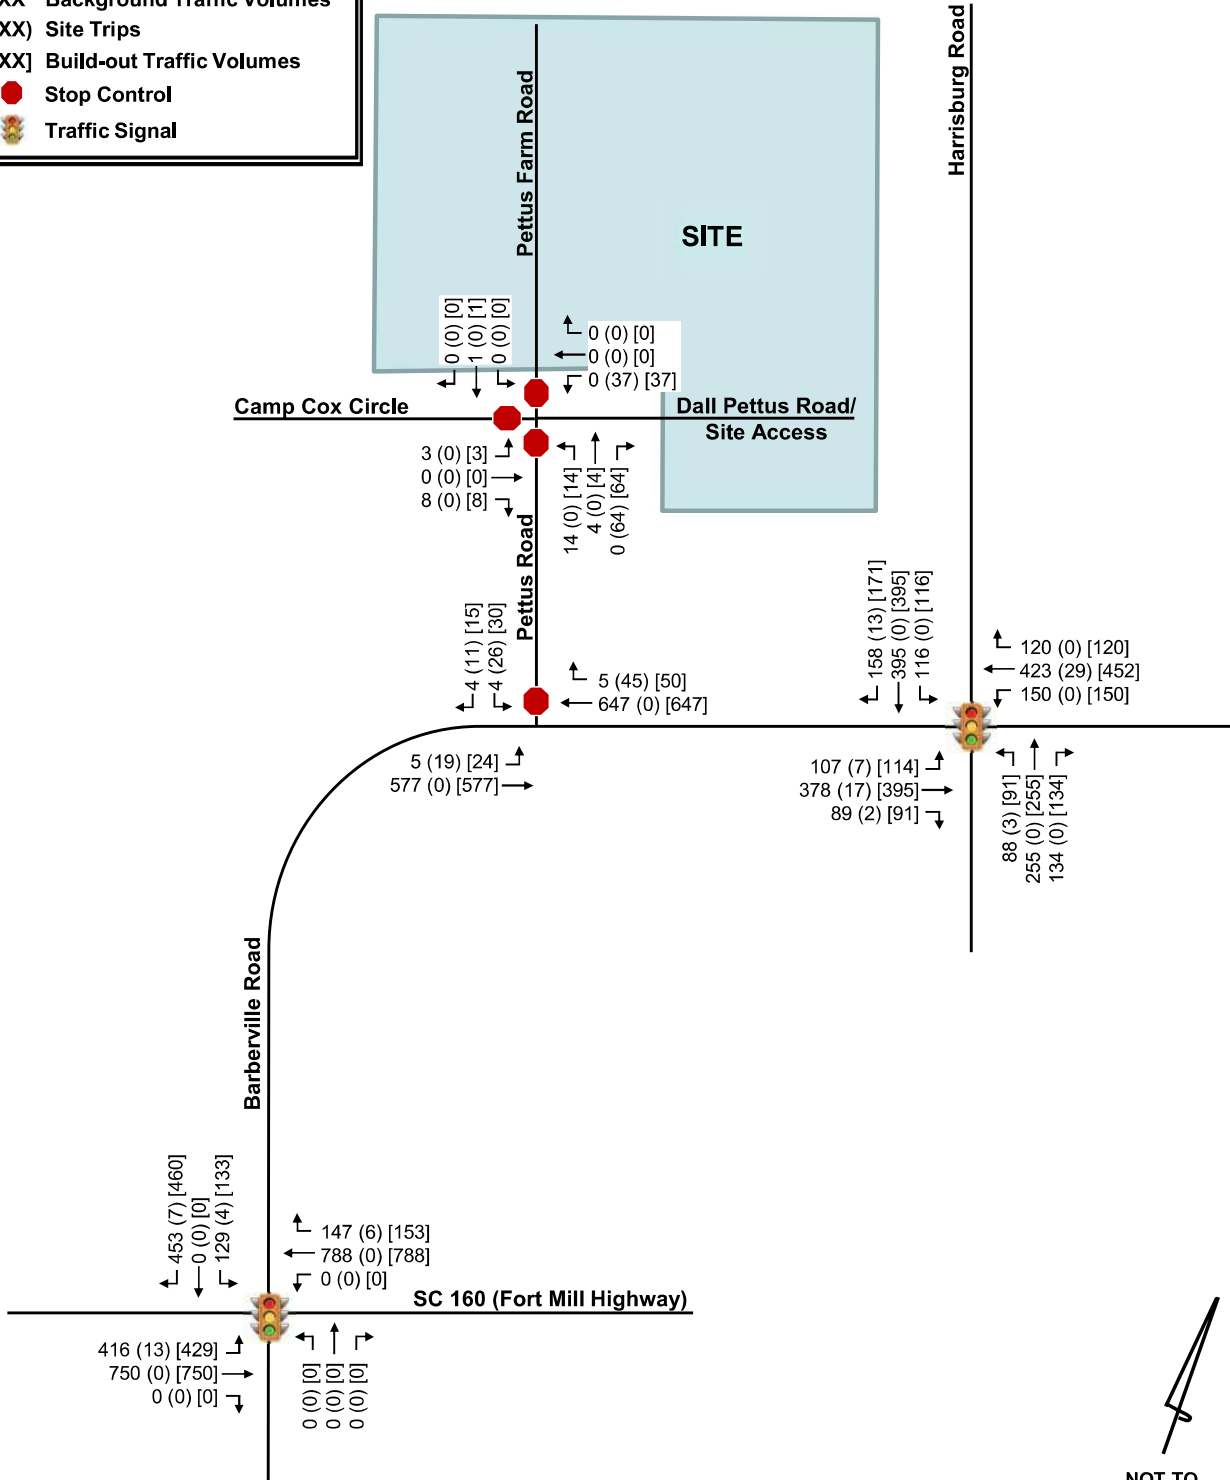 XX Background Traffic Volumes
XX) Site Trips
XX] Build-out Traffic Volumes
Stop Control
Traffic Signal
Pettus Farm Road
Harrisburg Road
SITE
0 (0) [0]
1 (0) [1]
0 (0) [0]
0 (0) [0]
0 (0) [0]
0 (37) [37]
Camp Cox Circle
Dall Pettus Road/
Site Access
3 (0) [3]
0 (0) [0]
8 (0) [8]
14 (0) [14]
4 (0) [4]
0 (64) [64]
Pettus Road
4 (11) [15]
4 (26) [30]
5 (45) [50]
647 (0) [647]
5 (19) [24]
577 (0) [577]
158 (13) [171]
395 (0) [395]
116 (0) [116]
120 (0) [120]
423 (29) [452]
150 (0) [150]
107 (7) [114]
378 (17) [395]
89 (2) [91]
88 (3) [91]
255 (0) [255]
134 (0) [134]
Barberville Road
453 (7) [460]
0 (0) [0]
129 (4) [133]
147 (6) [153]
788 (0) [788]
0 (0) [0]
SC 160 (Fort Mill Highway)
416 (13) [429]
750 (0) [750]
0 (0) [0]
0 (0) [0]
0 (0) [0]
0 (0) [0]
NOT TO